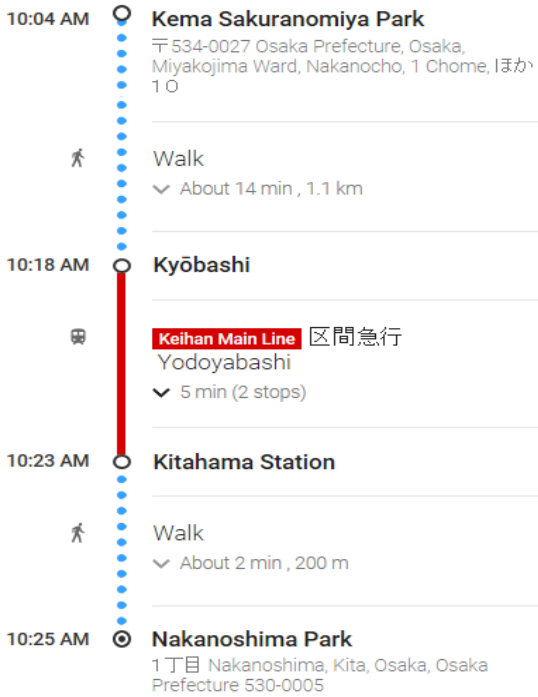 10:04 AM Kema Sakuranomiya Park
〒534-0027 Osaka Prefecture, Osaka,
Miyakojima Ward, Nakanocho, 1 Chome, ほか
１０
Walk
About 14 min , 1.1 km
10:18 AM Kyōbashi
Keihan Main Line 区間急行
Yodoyabashi
5 min (2 stops)
10:23 AM Kitahama Station
Walk
About 2 min , 200 m
10:25 AM Nakanoshima Park
1丁目 Nakanoshima, Kita, Osaka, Osaka
Prefecture 530-0005